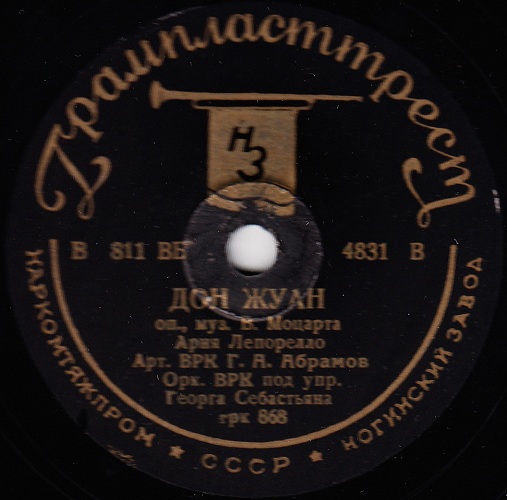 Грампласттрест
НЗ
В 811 ВБ 4831 В
ДОН ЖУАН
оп., муз. В. Моцарта
Ария Лепорелло
Арт. ВРК Г. А. Абрамов
Орк. ВРК под упр.
Георга Себастьяна
грк 868
НАРКОМТЯЖПРОМ ★ СССР ★ НОГИНСКИЙ ЗАВОД